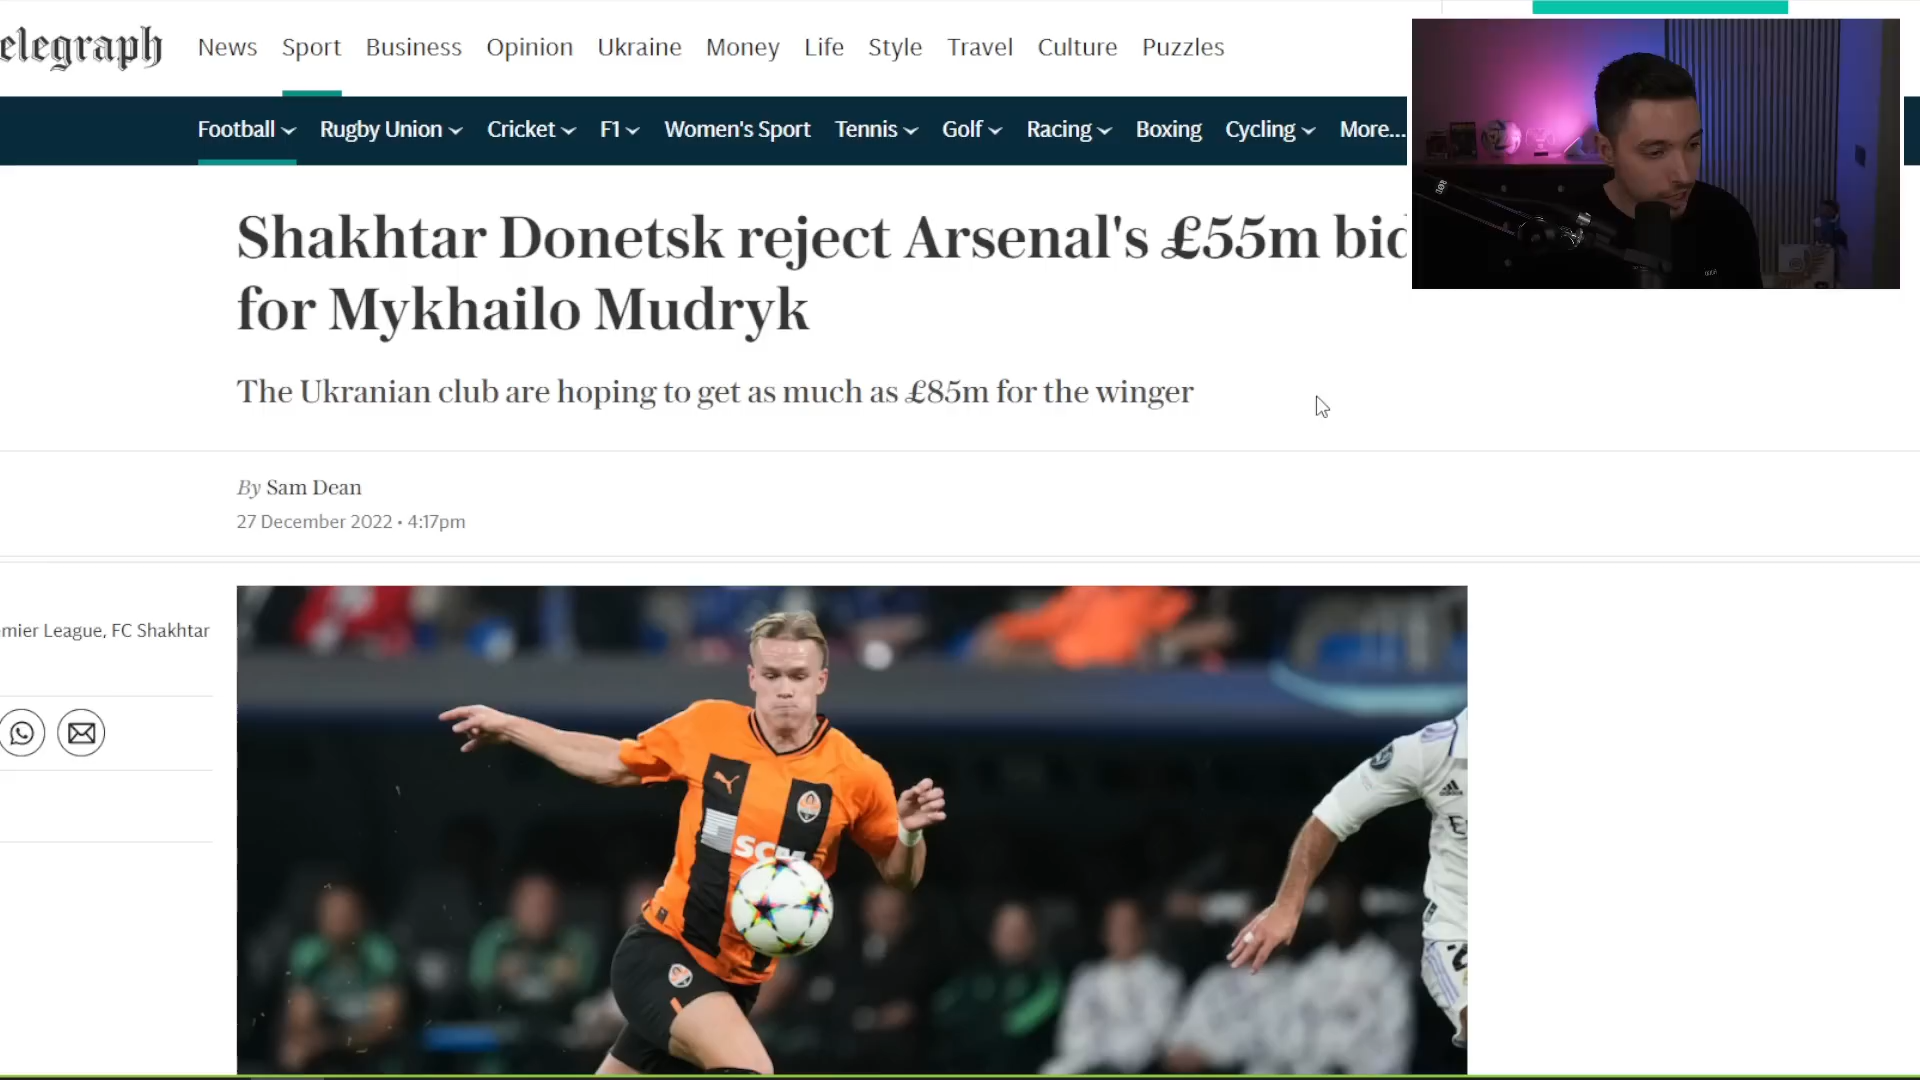 elegraph
News Sport Business Opinion Ukraine Money Life Style Travel Culture Puzzles
Football Rugby Union Cricket F1 Women's Sport Tennis Golf Racing Boxing Cycling More...
Shakhtar Donetsk reject Arsenal's £55m bid
for Mykhailo Mudryk
The Ukranian club are hoping to get as much as £85m for the winger
By Sam Dean
27 December 2022 • 4:17pm
mier League, FC Shakhtar
SCM